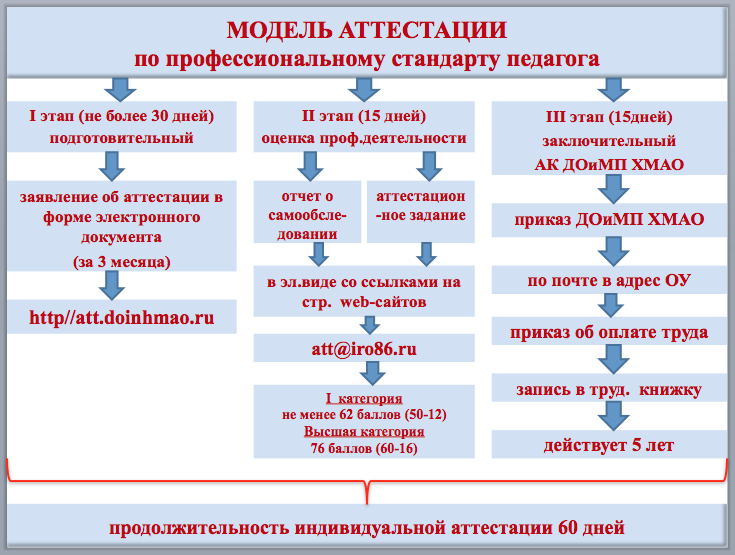 МОДЕЛЬ АТТЕСТАЦИИ
по профессиональному стандарту педагога
I этап (не более 30 дней)
подготовительный
заявление об аттестации в
форме электронного
документа
(за 3 месяца)
http//att.doinhmao.ru
II этап (15 дней)
оценка проф.деятельности
отчет о
самообсле-
довании
аттестацион
-ное задание
в эл.виде со ссылками на
стр. web-сайтов
att@iro86.ru
I категория
не менее 62 баллов (50-12)
Высшая категория
76 баллов (60-16)
III этап (15дней)
заключительный
АК ДОиМП ХМАО
приказ ДОиМП ХМАО
по почте в адрес ОУ
приказ об оплате труда
запись в труд. книжку
действует 5 лет
продолжительность индивидуальной аттестации 60 дней